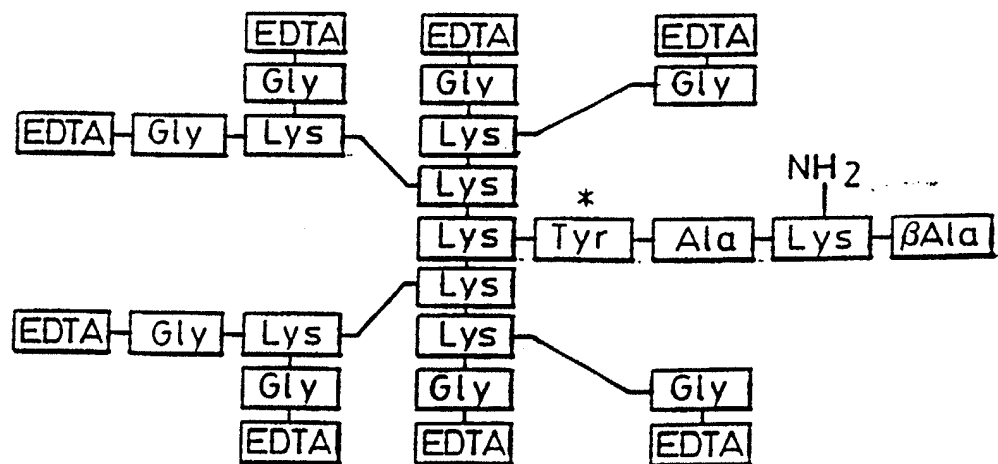 EDTA EDTA EDTA
Gly Gly Gly
EDTA Gly Lys Lys
Lys NH2
*
Lys Tyr Ala Lys βAla
Lys
EDTA Gly Lys Lys
Gly Gly Gly
EDTA EDTA EDTA